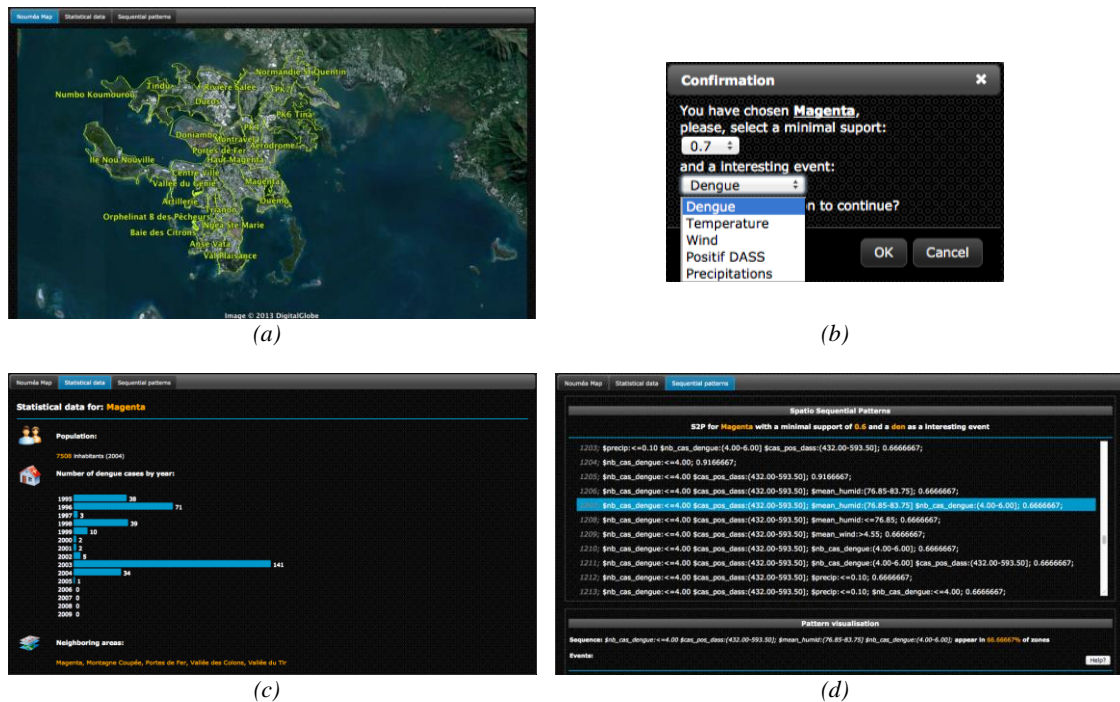 Nouméa Map Statistical data Sequential patterns
Normandie St Quentin
Tindu
Rivière Salée
PK7
Numbo Koumourou
Ducos
PK6 Tina
PK4
Doniambo
Montravel
Portes de Fer
Aerodrome
Ile Nou Nouville
Haut Magenta
Centre Ville
Vallée du Génie
Magenta
Artillerie
Ouemo
Trianon
Orphelinat B des Pêcheurs
Ngéa Ste Marie
Baie des Citrons
Anse Vata
Val Plaisance
Image © 2013 DigitalGlobe
(a)
Confirmation
You have chosen Magenta,
please, select a minimal suport:
0.7
and a interesting event:
Dengue
Dengue
n to continue?
Temperature
Wind
Positif DASS
Precipitations
OK Cancel
(b)
Nouméa Map Statistical data Sequential patterns
Statistical data for: Magenta
Population:
7508 inhabitants (2004)
Number of dengue cases by year:
1995 38
1996 71
1997 3
1998 39
1999 10
2000 2
2001 2
2002 5
2003 141
2004 34
2005 1
2006 0
2007 0
2008 0
2009 0
Neighboring areas:
Magenta, Montagne Coupée, Portes de Fer, Vallée des Colons, Vallée du Tir
(c)
Nouméa Map Statistical data Sequential patterns
Spatio Sequential Patterns
S2P for Magenta with a minimal support of 0.6 and a den as a interesting event
1203; $precip:<=0.10 $nb_cas_dengue:(4.00-6.00] $cas_pos_dass:(432.00-593.50]; 0.6666667;
1204; $nb_cas_dengue:<=4.00; 0.9166667;
1205; $nb_cas_dengue:<=4.00 $cas_pos_dass:(432.00-593.50]; 0.9166667;
1206; $nb_cas_dengue:<=4.00 $cas_pos_dass:(432.00-593.50]; $mean_humid:(76.85-83.75]; 0.6666667;
1207; $nb_cas_dengue:<=4.00 $cas_pos_dass:(432.00-593.50]; $mean_humid:(76.85-83.75] $nb_cas_dengue:(4.00-6.00]; 0.6666667;
1208; $nb_cas_dengue:<=4.00 $cas_pos_dass:(432.00-593.50]; $mean_humid:<=76.85; 0.6666667;
1209; $nb_cas_dengue:<=4.00 $cas_pos_dass:(432.00-593.50]; $mean_wind:>4.55; 0.6666667;
1210; $nb_cas_dengue:<=4.00 $cas_pos_dass:(432.00-593.50]; $nb_cas_dengue:(4.00-6.00]; 0.6666667;
1211; $nb_cas_dengue:<=4.00 $cas_pos_dass:(432.00-593.50]; $nb_cas_dengue:(4.00-6.00] $cas_pos_dass:(432.00-593.50]; 0.6666667;
1212; $nb_cas_dengue:<=4.00 $cas_pos_dass:(432.00-593.50]; $precip:<=0.10; 0.6666667;
1213; $nb_cas_dengue:<=4.00 $cas_pos_dass:(432.00-593.50]; $precip:<=0.10; $nb_cas_dengue:<=4.00; 0.6666667;
Pattern visualisation
Sequence: $nb_cas_dengue:<=4.00 $cas_pos_dass:(432.00-593.50]; $mean_humid:(76.85-83.75] $nb_cas_dengue:(4.00-6.00]; appear in 66.66667% of zones
Events:
Help?
(d)